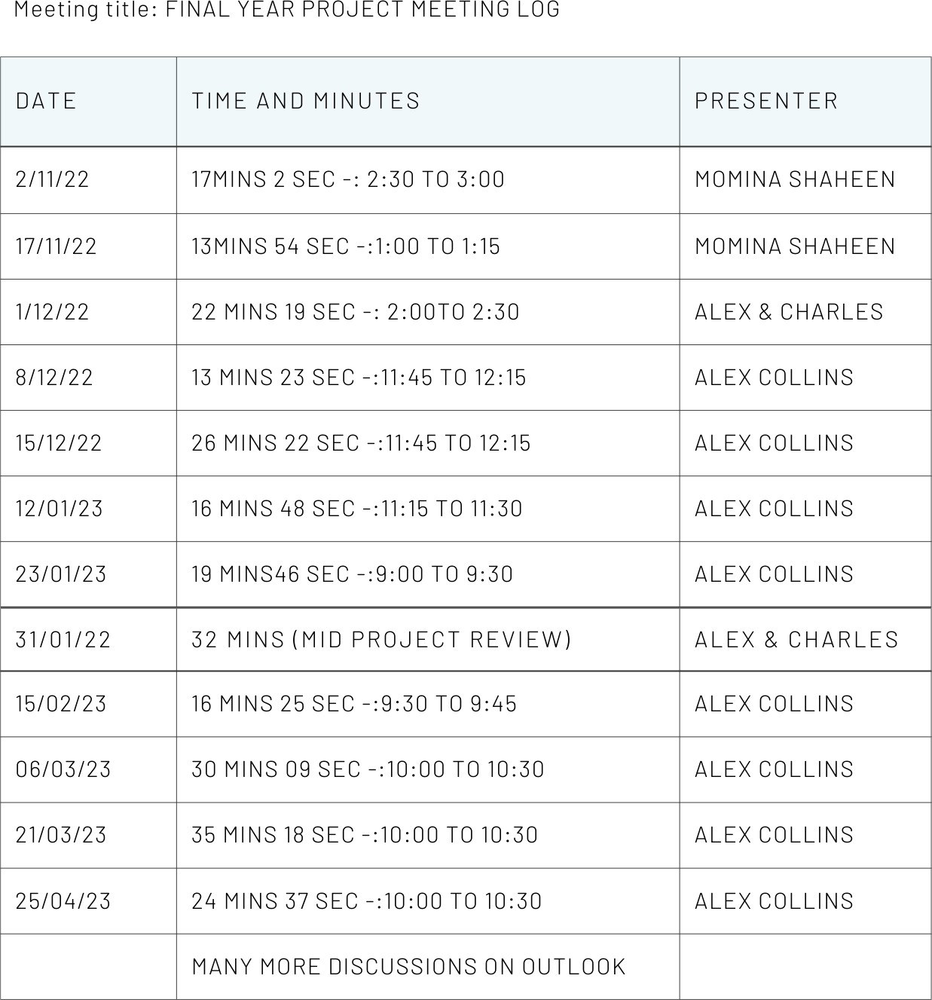 Meeting title: FINAL YEAR PROJECT MEETING LOG
DATE TIME AND MINUTES PRESENTER
2/11/22 17MINS 2 SEC -: 2:30 TO 3:00 MOMINA SHAHEEN
17/11/22 13MINS 54 SEC -:1:00 TO 1:15 MOMINA SHAHEEN
1/12/22 22 MINS 19 SEC -: 2:00TO 2:30 ALEX & CHARLES
8/12/22 13 MINS 23 SEC -:11:45 TO 12:15 ALEX COLLINS
15/12/22 26 MINS 22 SEC -:11:45 TO 12:15 ALEX COLLINS
12/01/23 16 MINS 48 SEC -:11:15 TO 11:30 ALEX COLLINS
23/01/23 19 MINS46 SEC -:9:00 TO 9:30 ALEX COLLINS
31/01/22 32 MINS (MID PROJECT REVIEW) ALEX & CHARLES
15/02/23 16 MINS 25 SEC -:9:30 TO 9:45 ALEX COLLINS
06/03/23 30 MINS 09 SEC -:10:00 TO 10:30 ALEX COLLINS
21/03/23 35 MINS 18 SEC -:10:00 TO 10:30 ALEX COLLINS
25/04/23 24 MINS 37 SEC -:10:00 TO 10:30 ALEX COLLINS
MANY MORE DISCUSSIONS ON OUTLOOK